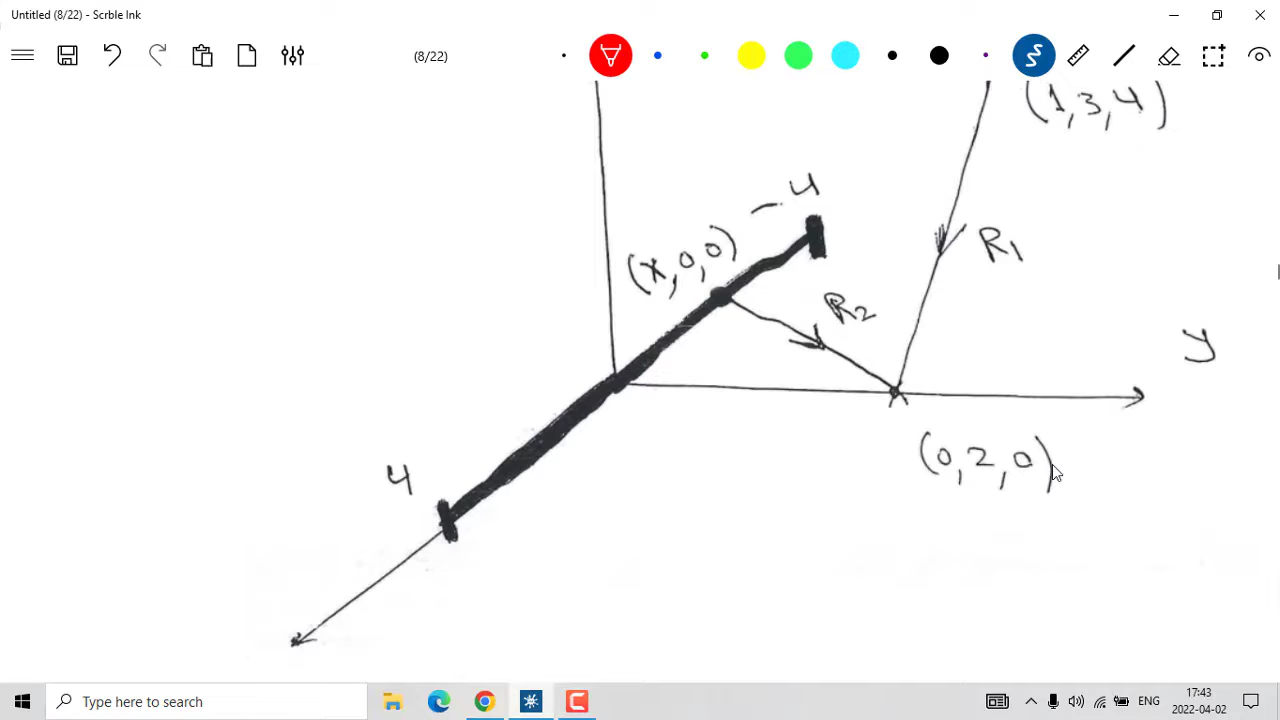 Untitled (8/22) - Scrble Ink
(8/22)
(1,3,4)
-4
(x,0,0)
R1
R2
y
(0,2,0)
4
Type here to search
ENG
17:43
2022-04-02